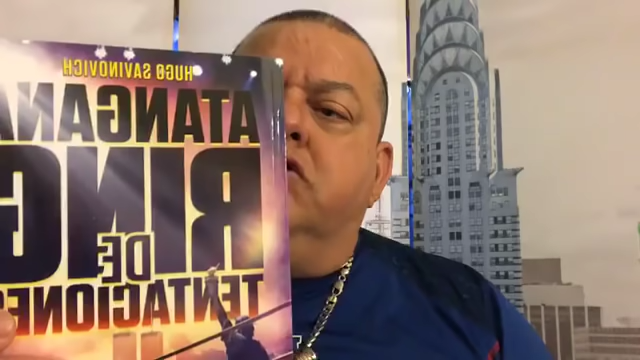 HUGO SAVINOVICH
ATANGANA
RING
DE
TENTACIONES